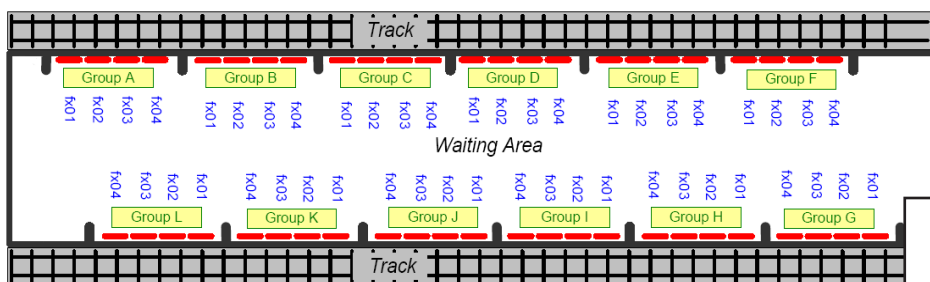 Track
Group A Group B Group C Group D Group E Group F
fx01 fx02 fx03 fx04 fx01 fx02 fx03 fx04 fx01 fx02 fx03 fx04 fx01 fx02 fx03 fx04 fx01 fx02 fx03 fx04 fx01 fx02 fx03 fx04
Waiting Area
fx04 fx03 fx02 fx01 fx04 fx03 fx02 fx01 fx04 fx03 fx02 fx01 fx04 fx03 fx02 fx01 fx04 fx03 fx02 fx01 fx04 fx03 fx02 fx01
Group L Group K Group J Group I Group H Group G
Track